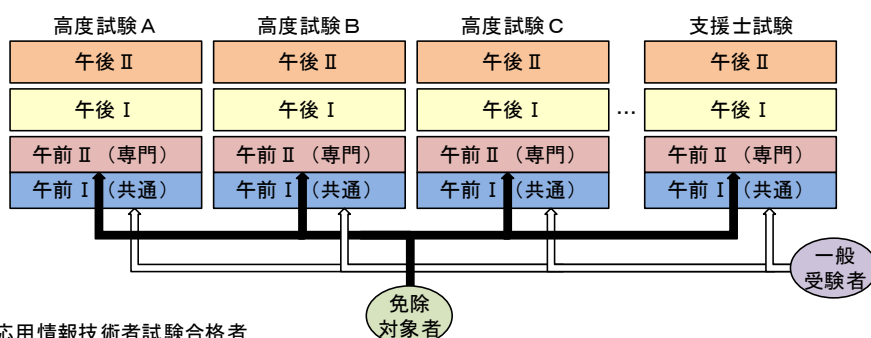 高度試験A 高度試験B 高度試験C 支援士試験
午後Ⅱ 午後Ⅱ 午後Ⅱ 午後Ⅱ
午後Ⅰ 午後Ⅰ 午後Ⅰ … 午後Ⅰ
午前Ⅱ（専門） 午前Ⅱ（専門） 午前Ⅱ（専門） 午前Ⅱ（専門）
午前Ⅰ（共通） 午前Ⅰ（共通） 午前Ⅰ（共通） 午前Ⅰ（共通）
一般
受験者
免除
対象者
応用情報技術者試験合格者